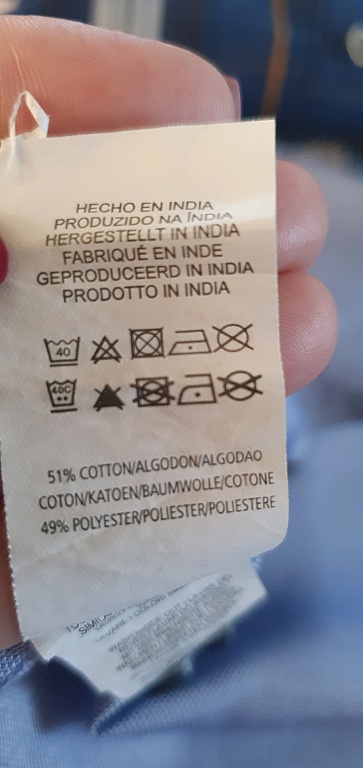 HECHO EN INDIA
PRODUZIDO NA ÍNDIA
HERGESTELLT IN INDIA
FABRIQUÉ EN INDE
GEPRODUCEERD IN INDIA
PRODOTTO IN INDIA
40
40C
51% COTTON/ALGODON/ALGODAO
COTON/KATOEN/BAUMWOLLE/COTONE
49% POLYESTER/POLIESTER/POLIESTERE